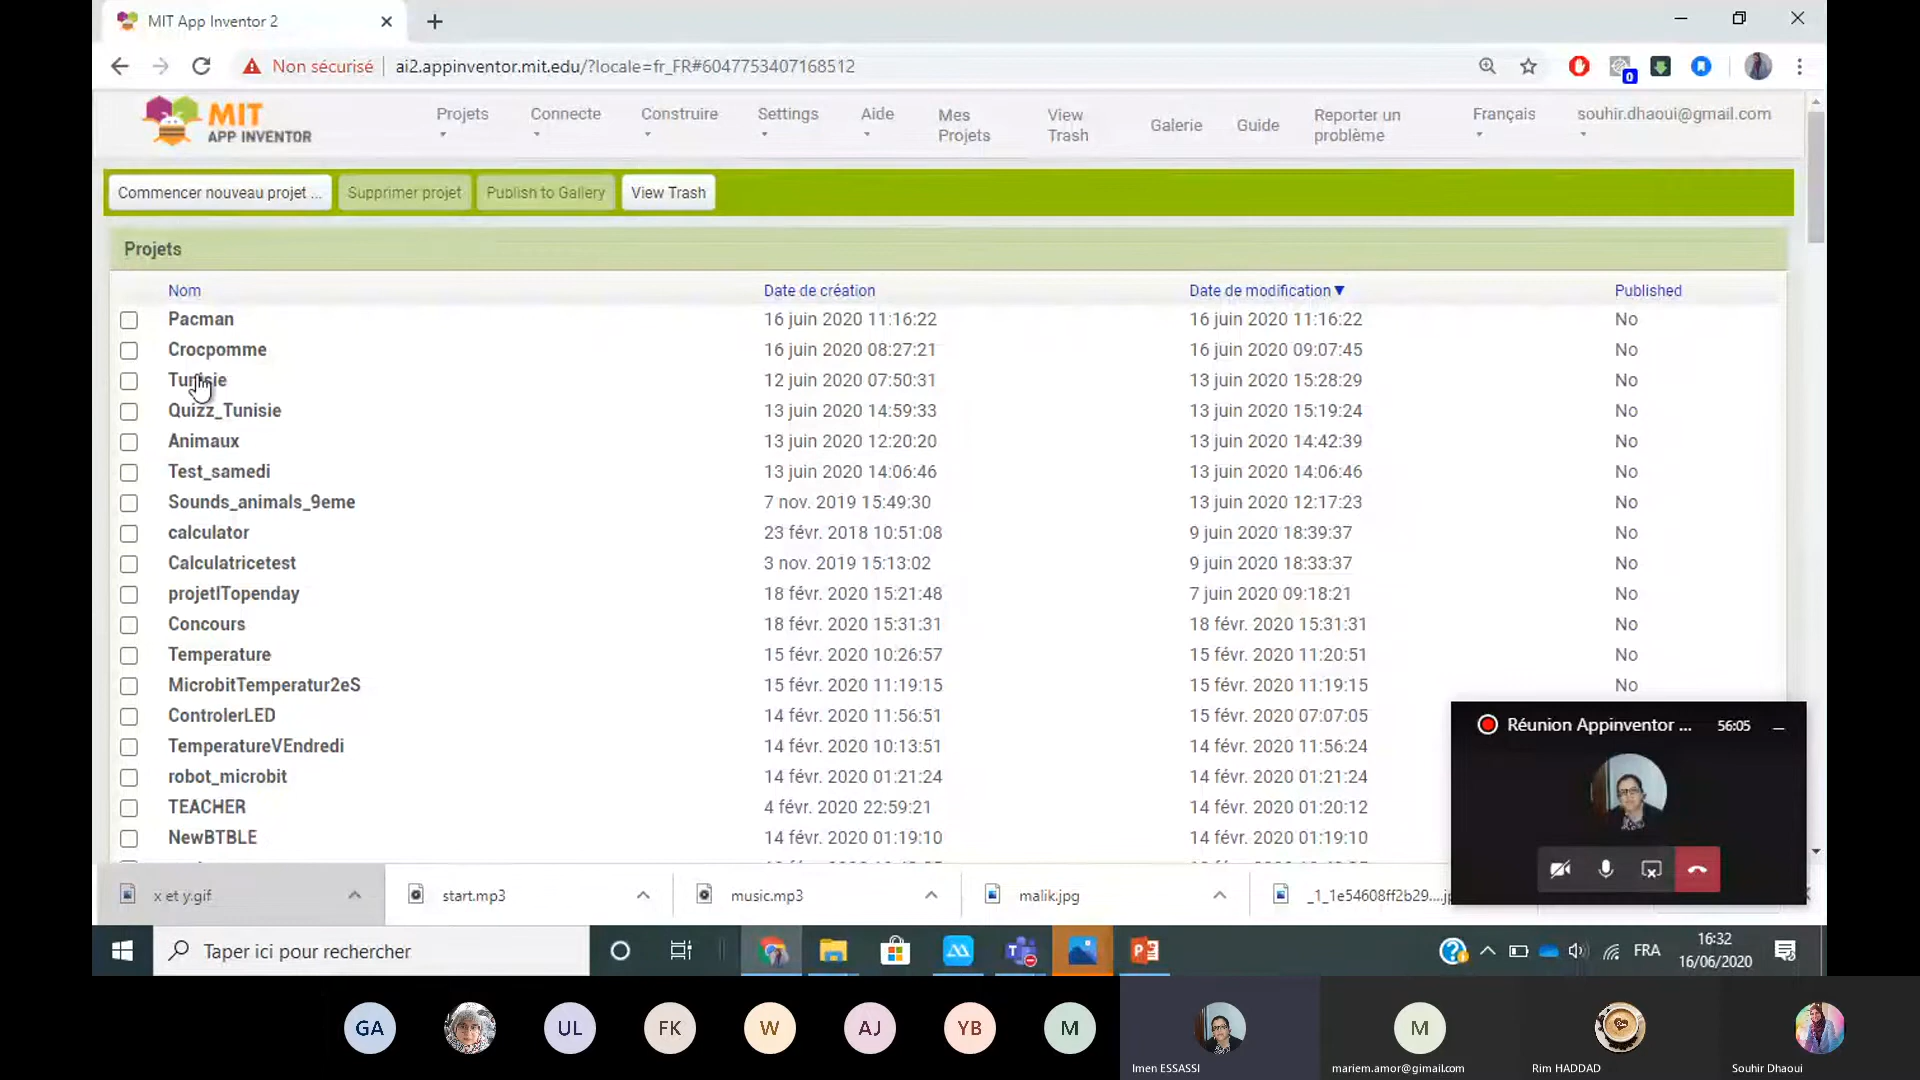 MIT App Inventor 2
Non sécurisé
ai2.appinventor.mit.edu/?locale=fr_FR#6047753407168512
0
MIT
APP INVENTOR
Projets
Connecte
Construire
Settings
Aide
Mes
Projets
View
Trash
Galerie
Guide
Reporter un
problème
Français
souhir.dhaoui@gmail.com
Commencer nouveau projet ...
Supprimer projet
Publish to Gallery
View Trash
Projets
Nom Date de création Date de modification▼ Published
Pacman 16 juin 2020 11:16:22 16 juin 2020 11:16:22 No
Crocpomme 16 juin 2020 08:27:21 16 juin 2020 09:07:45 No
Tunisie 12 juin 2020 07:50:31 13 juin 2020 15:28:29 No
Quizz_Tunisie 13 juin 2020 14:59:33 13 juin 2020 15:19:24 No
Animaux 13 juin 2020 12:20:20 13 juin 2020 14:42:39 No
Test_samedi 13 juin 2020 14:06:46 13 juin 2020 14:06:46 No
Sounds_animals_9eme 7 nov. 2019 15:49:30 13 juin 2020 12:17:23 No
calculator 23 févr. 2018 10:51:08 9 juin 2020 18:39:37 No
Calculatricetest 3 nov. 2019 15:13:02 9 juin 2020 18:33:37 No
projetITopenday 18 févr. 2020 15:21:48 7 juin 2020 09:18:21 No
Concours 18 févr. 2020 15:31:31 18 févr. 2020 15:31:31 No
Temperature 15 févr. 2020 10:26:57 15 févr. 2020 11:20:51 No
MicrobitTemperatur2eS 15 févr. 2020 11:19:15 15 févr. 2020 11:19:15 No
ControlerLED 14 févr. 2020 11:56:51 15 févr. 2020 07:07:05
TemperatureVEndredi 14 févr. 2020 10:13:51 14 févr. 2020 11:56:24
robot_microbit 14 févr. 2020 01:21:24 14 févr. 2020 01:21:24
TEACHER 4 févr. 2020 22:59:21 14 févr. 2020 01:20:12
NewBTBLE 14 févr. 2020 01:19:10 14 févr. 2020 01:19:10
Réunion Appinventor ... 56:05
x et y.gif
start.mp3
music.mp3
malik.jpg
_1_1e54608ff2b29....j
Taper ici pour rechercher
FRA
16:32
16/06/2020
GA
UL
FK
W
AJ
YB
M
M
Imen ESSASSI
mariem.amor@gimail.com
Rim HADDAD
Souhir Dhaoui